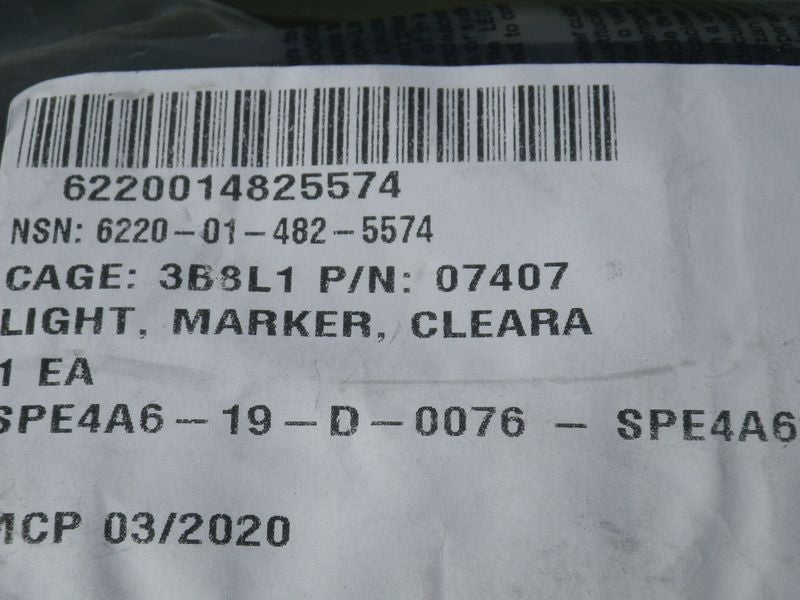 6220014825574
NSN: 6220-01-482-5574
CAGE: 3B8L1 P/N: 07407
LIGHT, MARKER, CLEARA
1 EA
SPE4A6-19-D-0076 - SPE4A6
MCP 03/2020